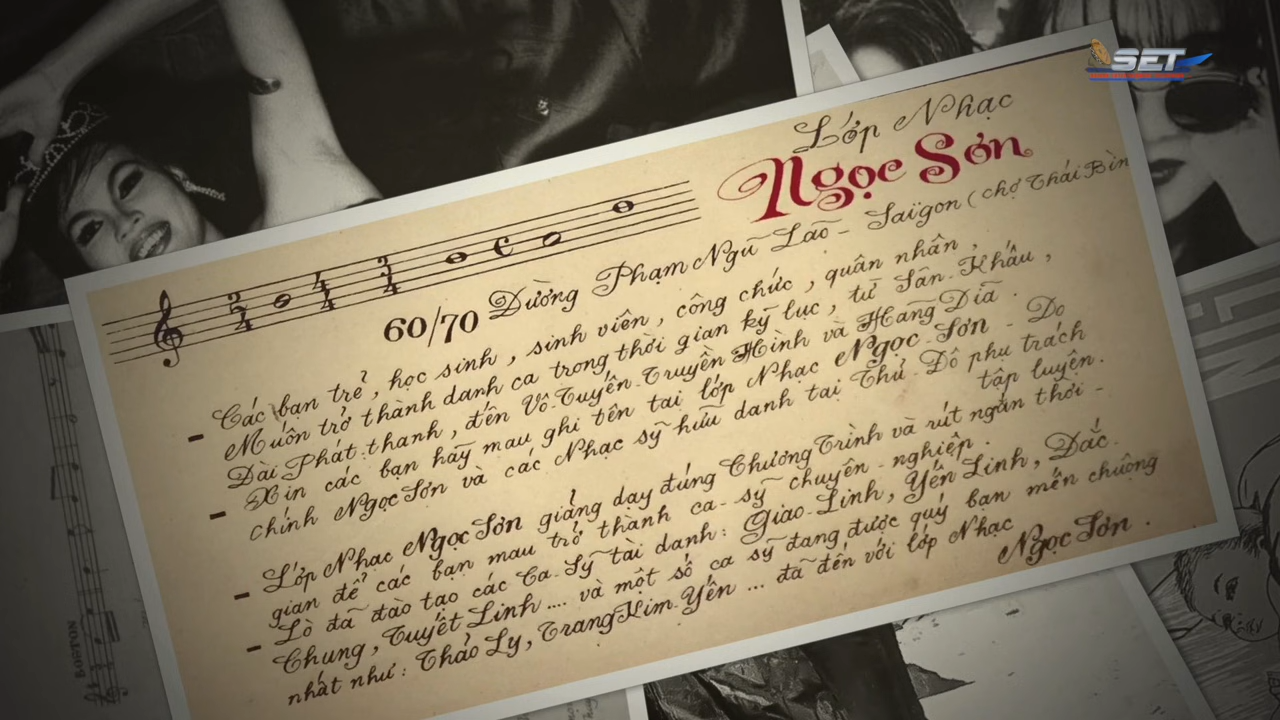 SET
Lớp Nhạc
Ngọc Sơn
60/70 Đường Phạm Ngũ Lão - Saïgon (chợ Thái Bìn
- Các bạn trẻ, học sinh, sinh viên, công chức, quân nhân,
Muốn trở thành danh ca trong thời gian kỷ lục, từ Sân-Khấu,
Đài Phát thanh, đến Vô-Tuyến-Truyền Hình và Hãng Dĩa.
- Xin các bạn hãy mau ghi tên tai lớp Nhạc Ngọc-Sơn - Do
chính Ngọc Sơn và các Nhạc sỹ hữu danh tai Thủ-Đô phụ trách
tập luyện.
- Lớp Nhạc Ngọc Sơn giảng dạy đúng Chương Trình và rút ngắn thời-
gian để các bạn mau trở thành ca-sỹ chuyên-nghiệp.
- Lò đã đào tạo các Ca-Sỹ tài danh: Giao-Linh, Yến Linh, Đắc
Chung, Tuyết Linh.... và một số ca sỹ đang được quý bạn mến chuộng
nhất như: Thảo Ly, Trang Kim-Yến ... đã đến với lớp Nhạc
Ngọc Sơn.
BOSTON